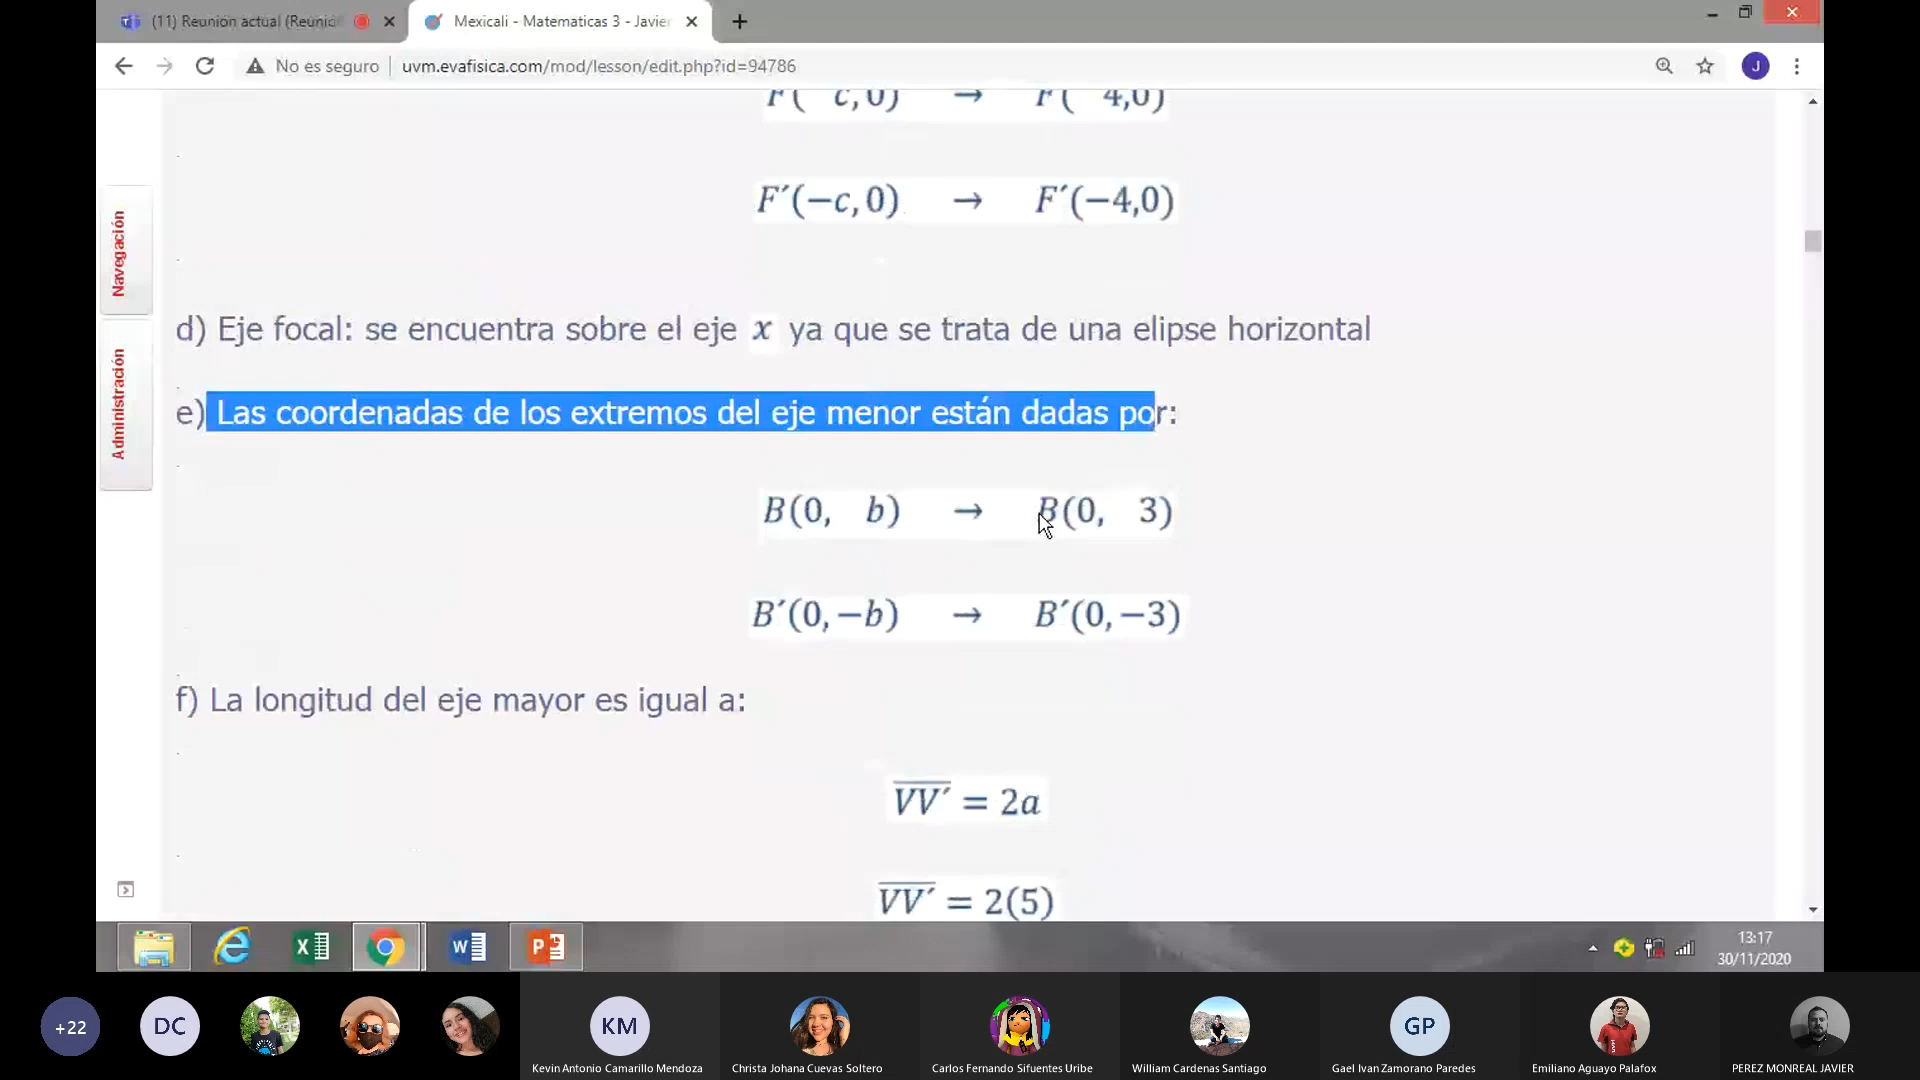 (11) Reunión actual (Reunió
Mexicali - Matematicas 3 - Javie
No es seguro
uvm.evafisica.com/mod/lesson/edit.php?id=94786
J
F( c,0) → F( 4,0)
F´(−c,0) → F´(−4,0)
Navegación
Administración
d) Eje focal: se encuentra sobre el eje x ya que se trata de una elipse horizontal
e) Las coordenadas de los extremos del eje menor están dadas por:
B(0, b) → B(0, 3)
B´(0,−b) → B´(0,−3)
f) La longitud del eje mayor es igual a:
VV´ = 2a
VV´ = 2(5)
13:17
30/11/2020
+22
DC
KM
GP
Kevin Antonio Camarillo Mendoza
Christa Johana Cuevas Soltero
Carlos Fernando Sifuentes Uribe
William Cardenas Santiago
Gael Ivan Zamorano Paredes
Emiliano Aguayo Palafox
PEREZ MONREAL JAVIER